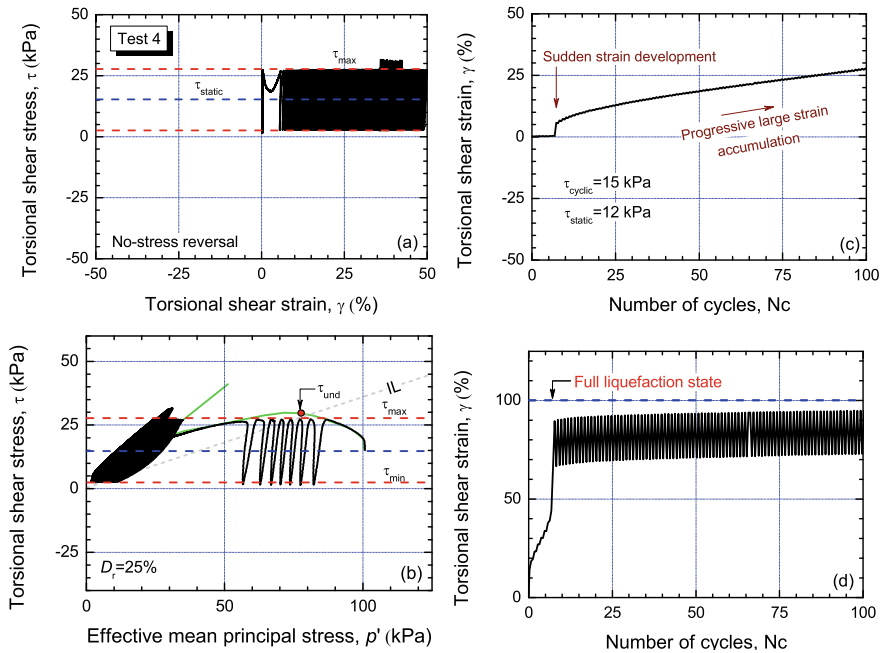 Test 4
τmax
τstatic
No-stress reversal
(a)
Torsional shear stress, τ (kPa)
50
25
0
-25
-50
-50
-25
0
25
50
Torsional shear strain, γ (%)
(c)
Sudden strain development
Progressive large strain
accumulation
τcyclic=15 kPa
τstatic=12 kPa
Torsional shear strain, γ (%)
50
25
0
-25
-50
0
25
50
75
100
Number of cycles, Nc
τund
IL
τmax
τmin
Dr=25%
(b)
Torsional shear stress, τ (kPa)
50
25
0
-25
0
50
100
Effective mean principal stress, p' (kPa)
Full liquefaction state
(d)
Torsional shear strain, γ (%)
100
50
0
0
25
50
75
100
Number of cycles, Nc